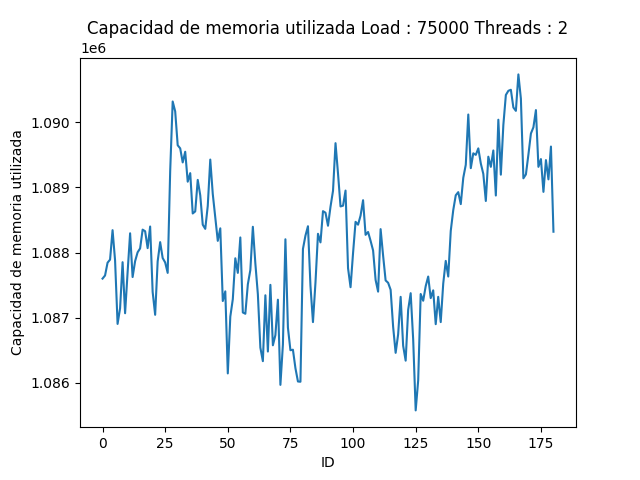 Capacidad de memoria utilizada Load : 75000 Threads : 2
1e6
1.090
1.089
1.088
1.087
1.086
Capacidad de memoria utilizada
0 25 50 75 100 125 150 175
ID